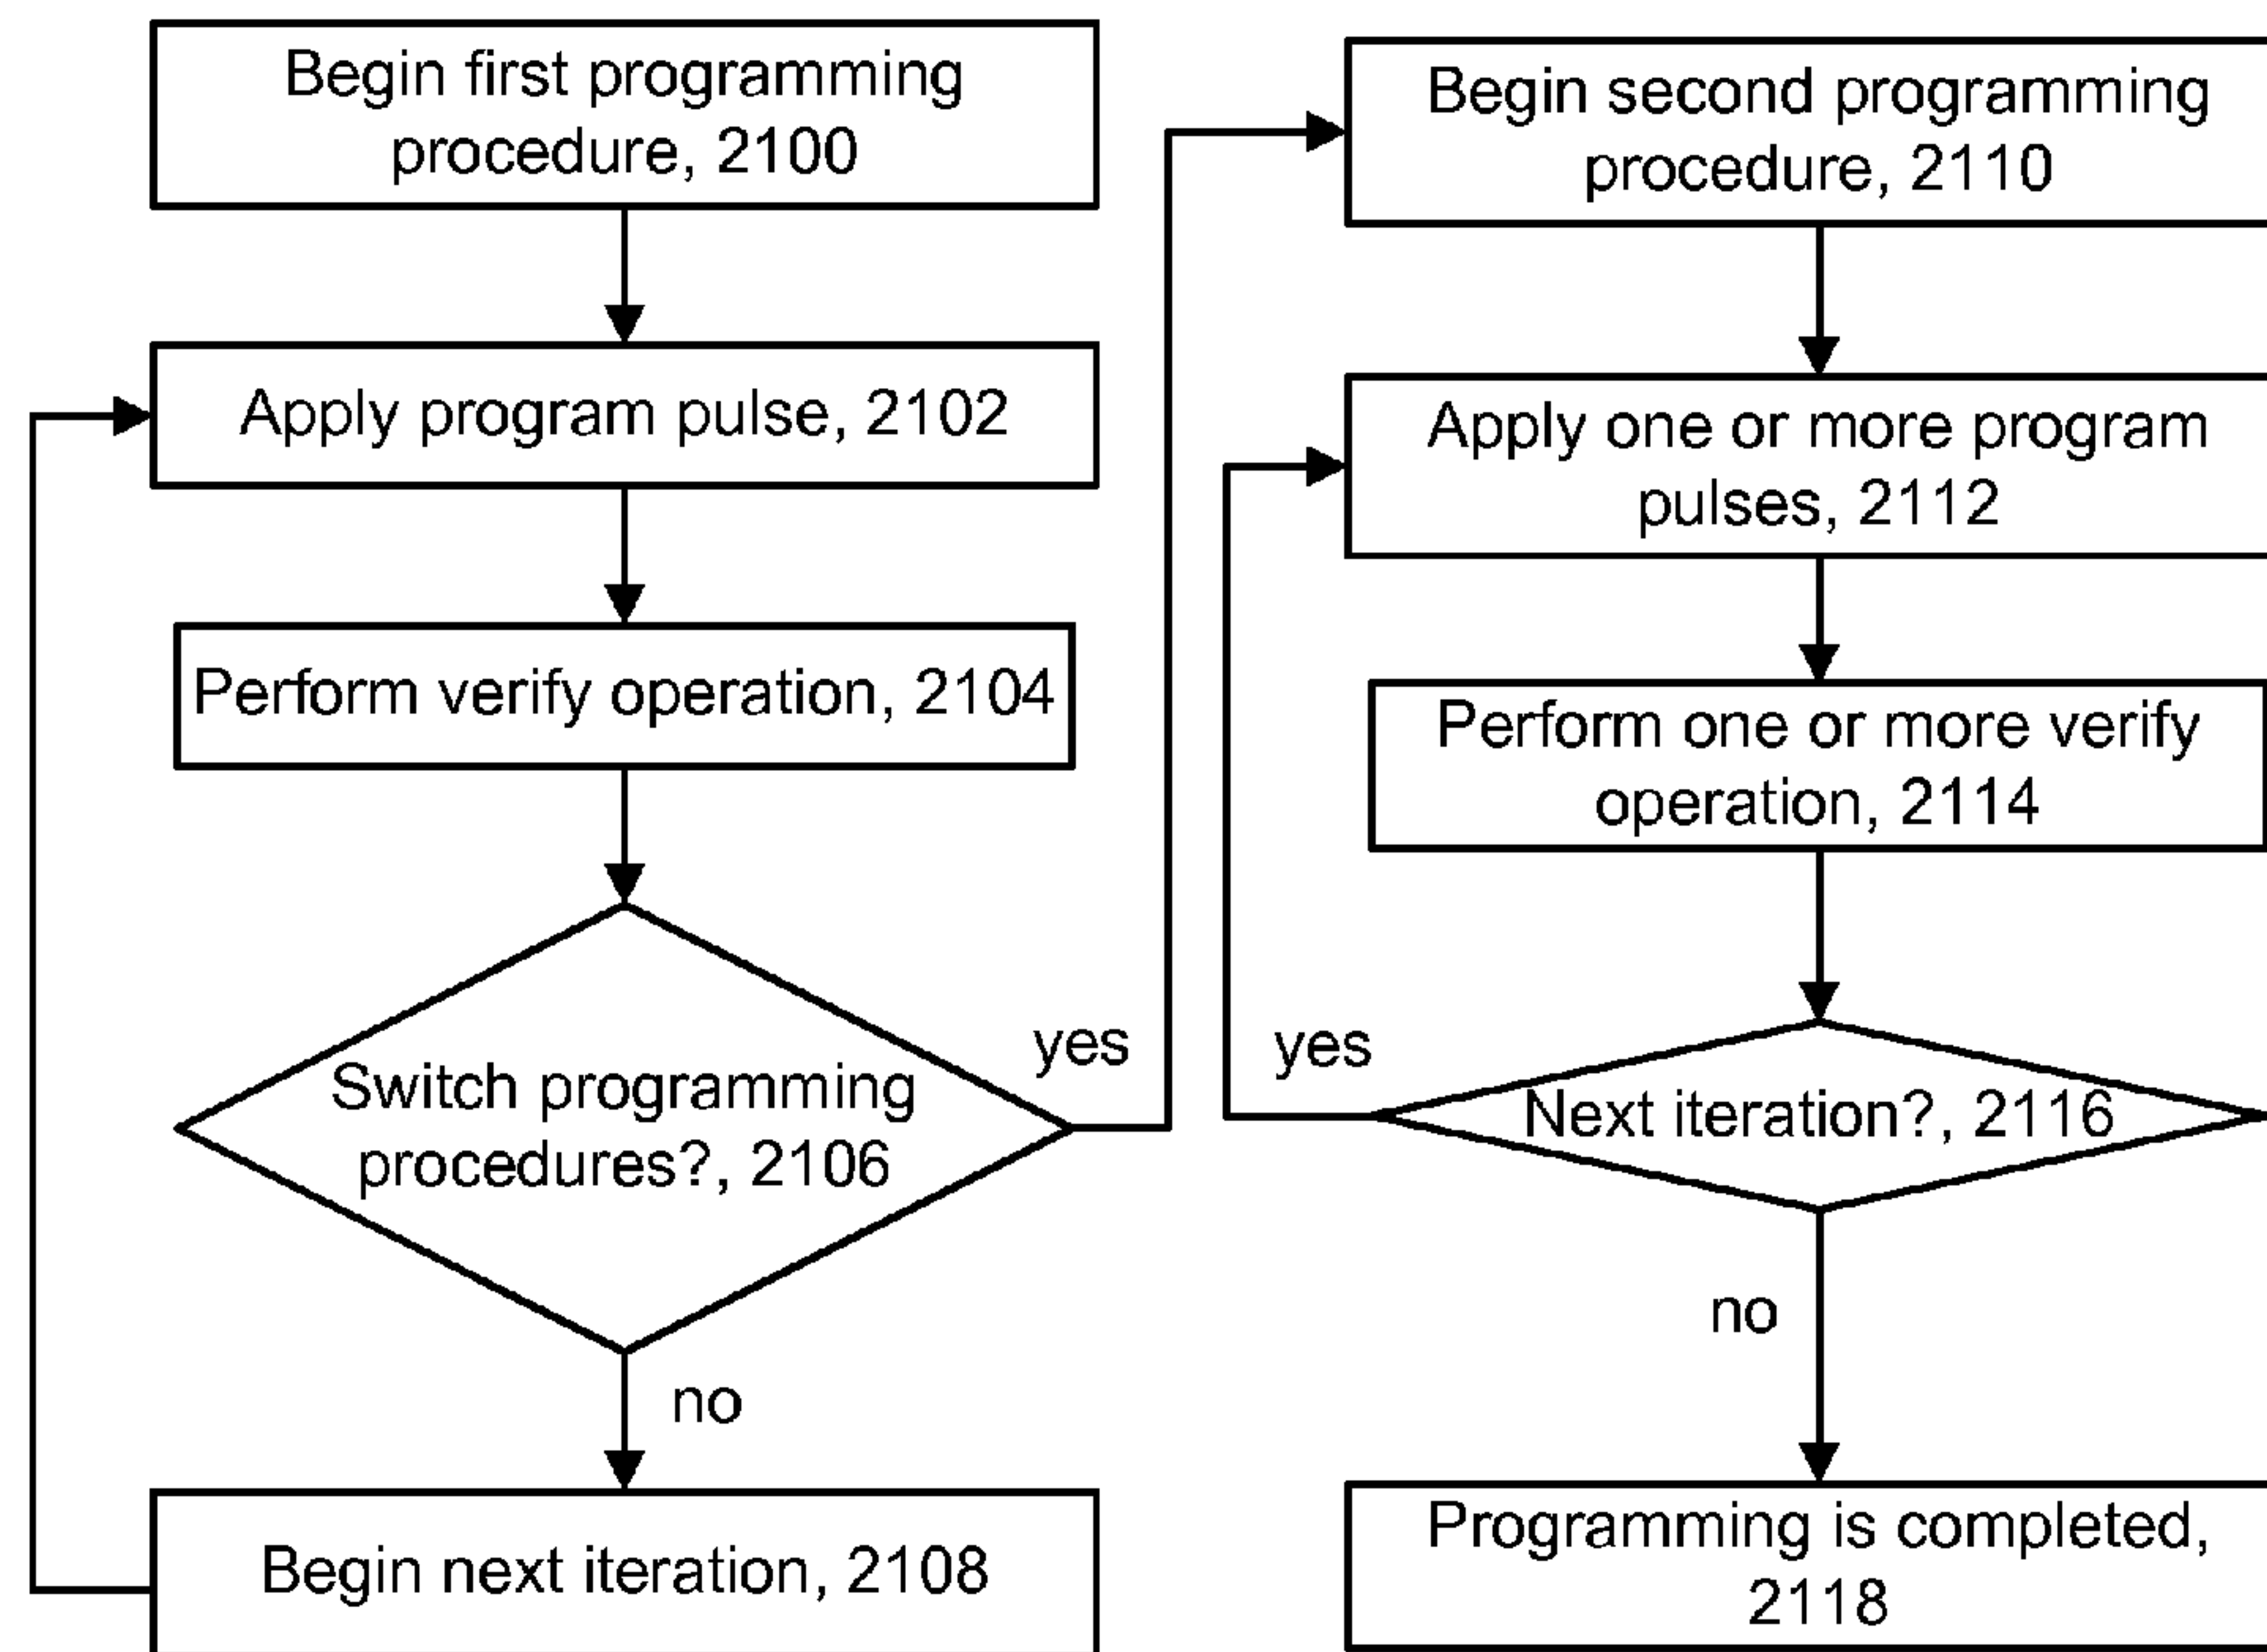 Begin first programming
procedure, 2100
Apply program pulse, 2102
Perform verify operation, 2104
Switch programming
procedures?, 2106
yes
no
Begin next iteration, 2108
Begin second programming
procedure, 2110
Apply one or more program
pulses, 2112
Perform one or more verify
operation, 2114
yes
Next iteration?, 2116
no
Programming is completed,
2118